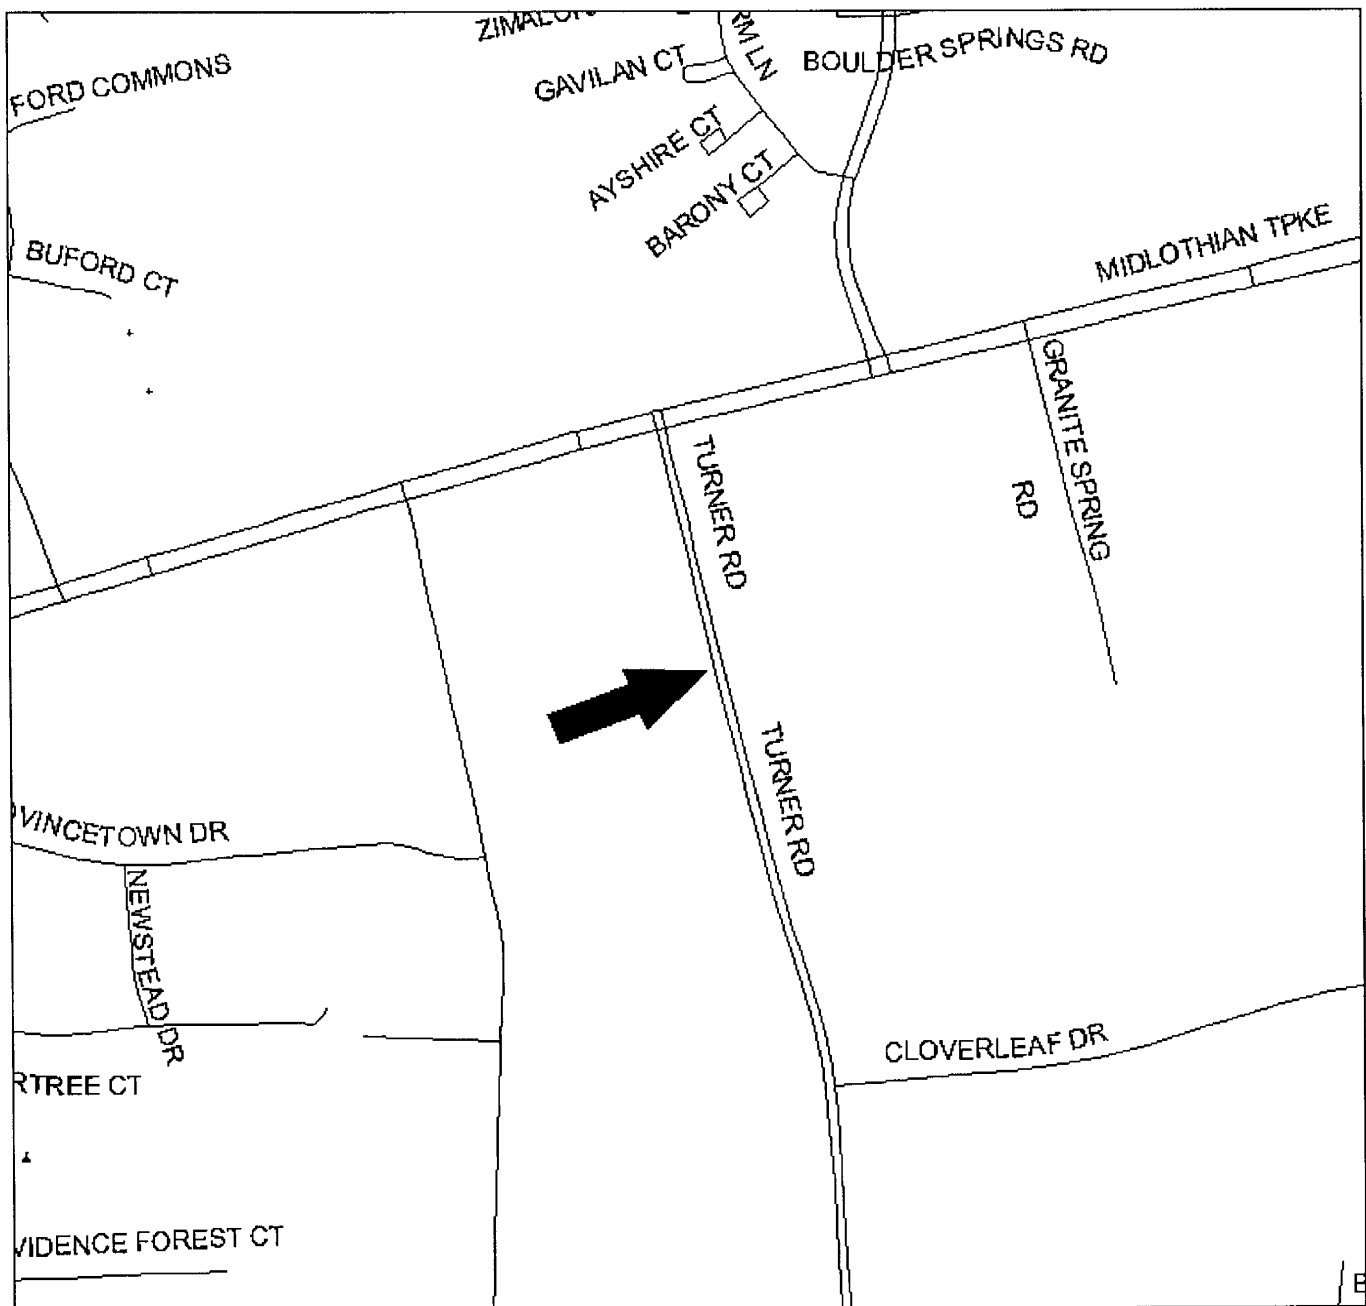 GAVILAN CT
BOULDER SPRINGS RD
FORD COMMONS
AYSHIRE CT
BARONY CT
BUFORD CT
MIDLOTHIAN TPKE
GRANITE SPRING
RD
TURNER RD
TURNER RD
VINCETOWN DR
NEWSTEAD DR
CLOVERLEAF DR
RTREE CT
VIDENCE FOREST CT